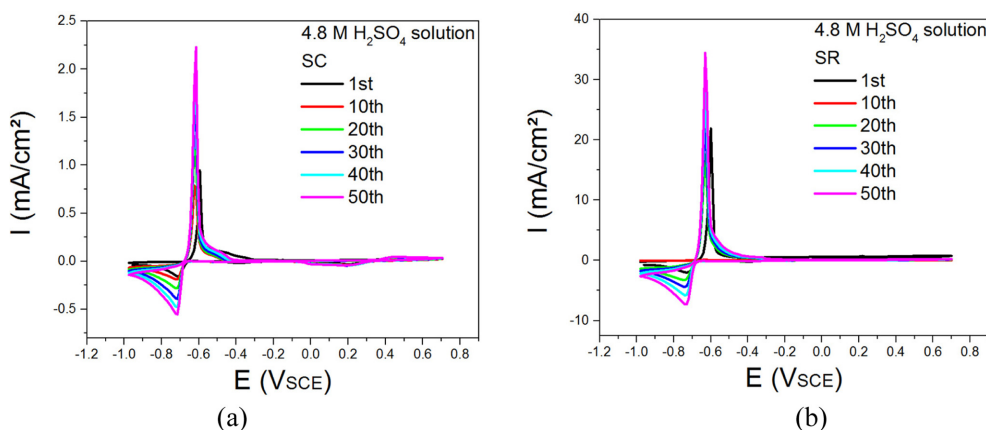 4.8 M H₂SO₄ solution
SC
1st
10th
20th
30th
40th
50th
2.5
2.0
1.5
1.0
0.5
0.0
-0.5
I (mA/cm²)
-1.2 -1.0 -0.8 -0.6 -0.4 -0.2 0.0 0.2 0.4 0.6 0.8
E (VSCE)
(a)
4.8 M H₂SO₄ solution
SR
1st
10th
20th
30th
40th
50th
40
30
20
10
0
-10
I (mA/cm²)
-1.2 -1.0 -0.8 -0.6 -0.4 -0.2 0.0 0.2 0.4 0.6 0.8
E (VSCE)
(b)